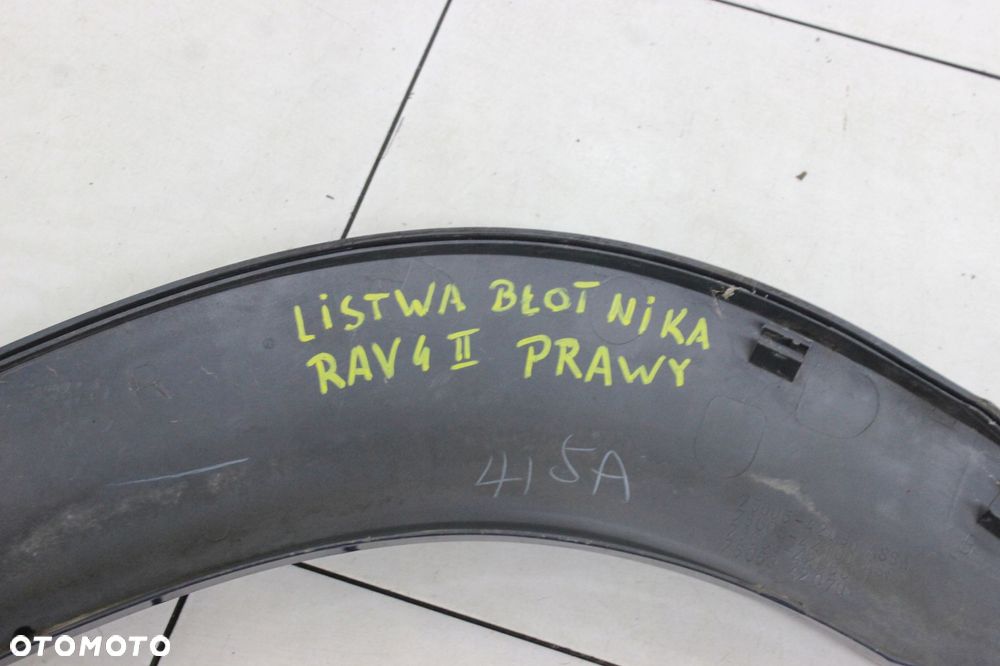 LiSTWA BŁOTNiKA
RAV4 II PRAWY
415A
OTOMOTO